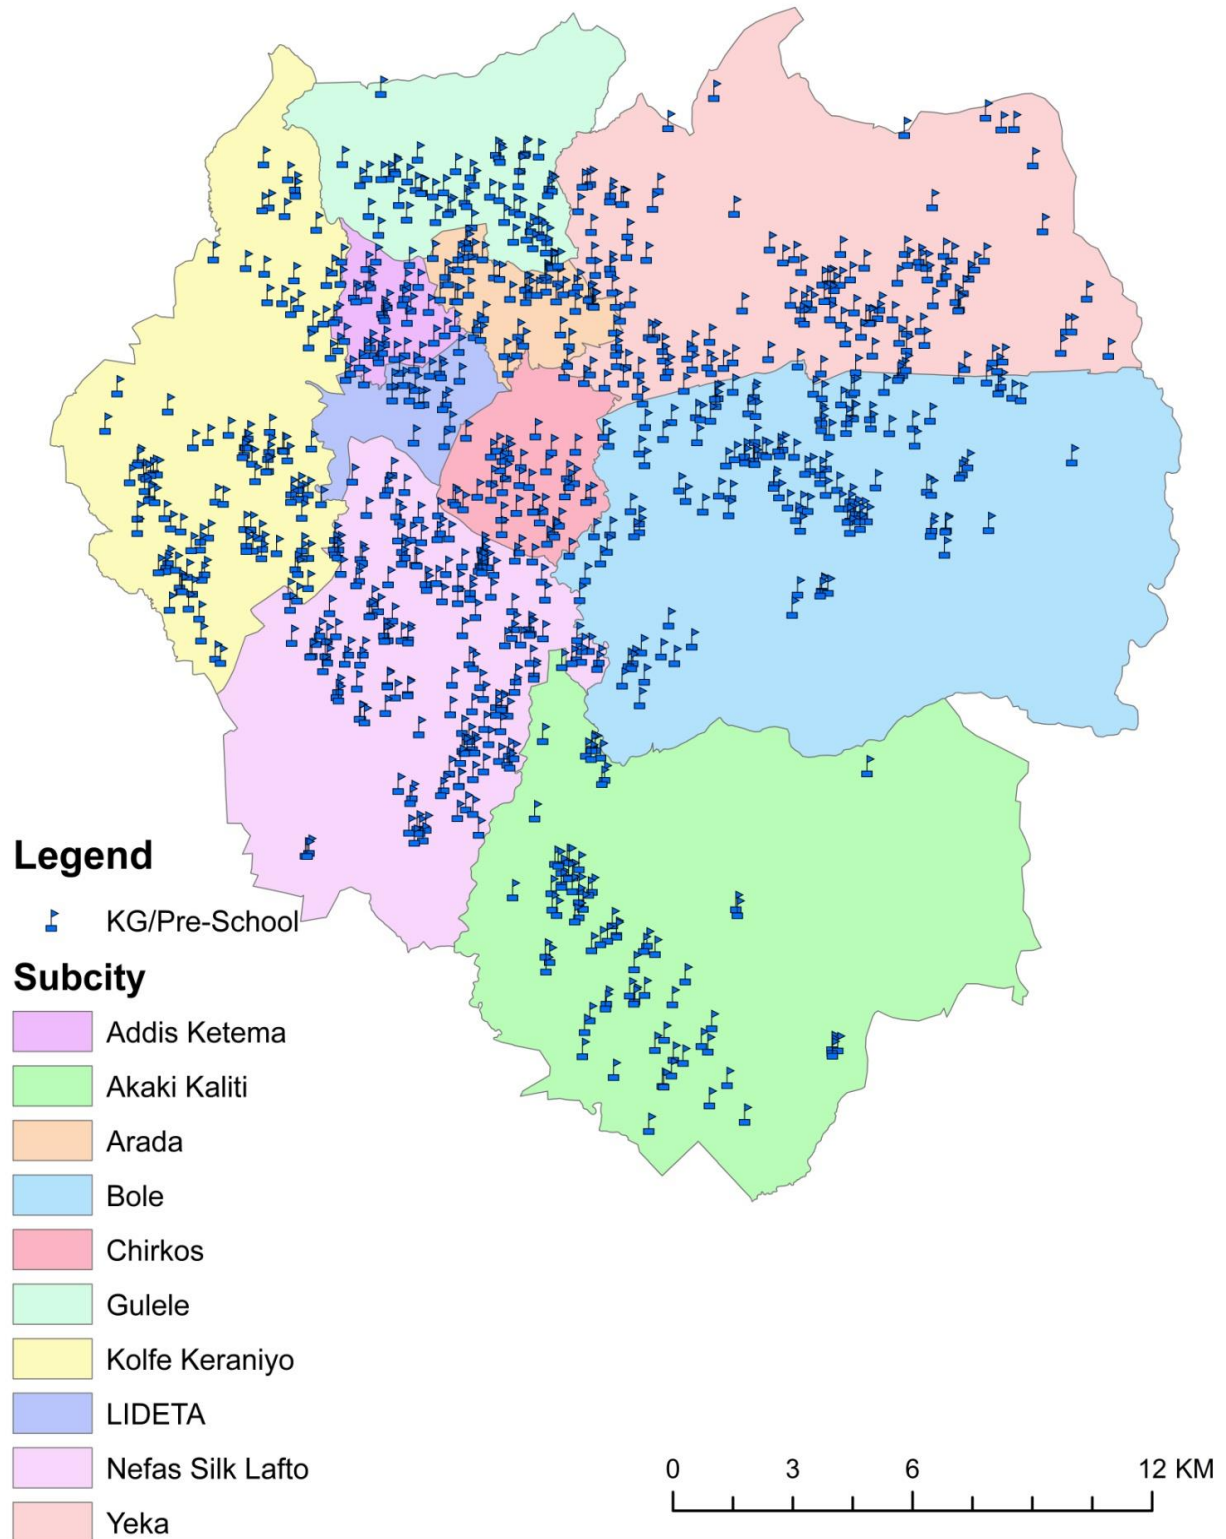 Legend
KG/Pre-School
Subcity
Addis Ketema
Akaki Kaliti
Arada
Bole
Chirkos
Gulele
Kolfe Keraniyo
LIDETA
Nefas Silk Lafto
Yeka
0 3 6 12 KM